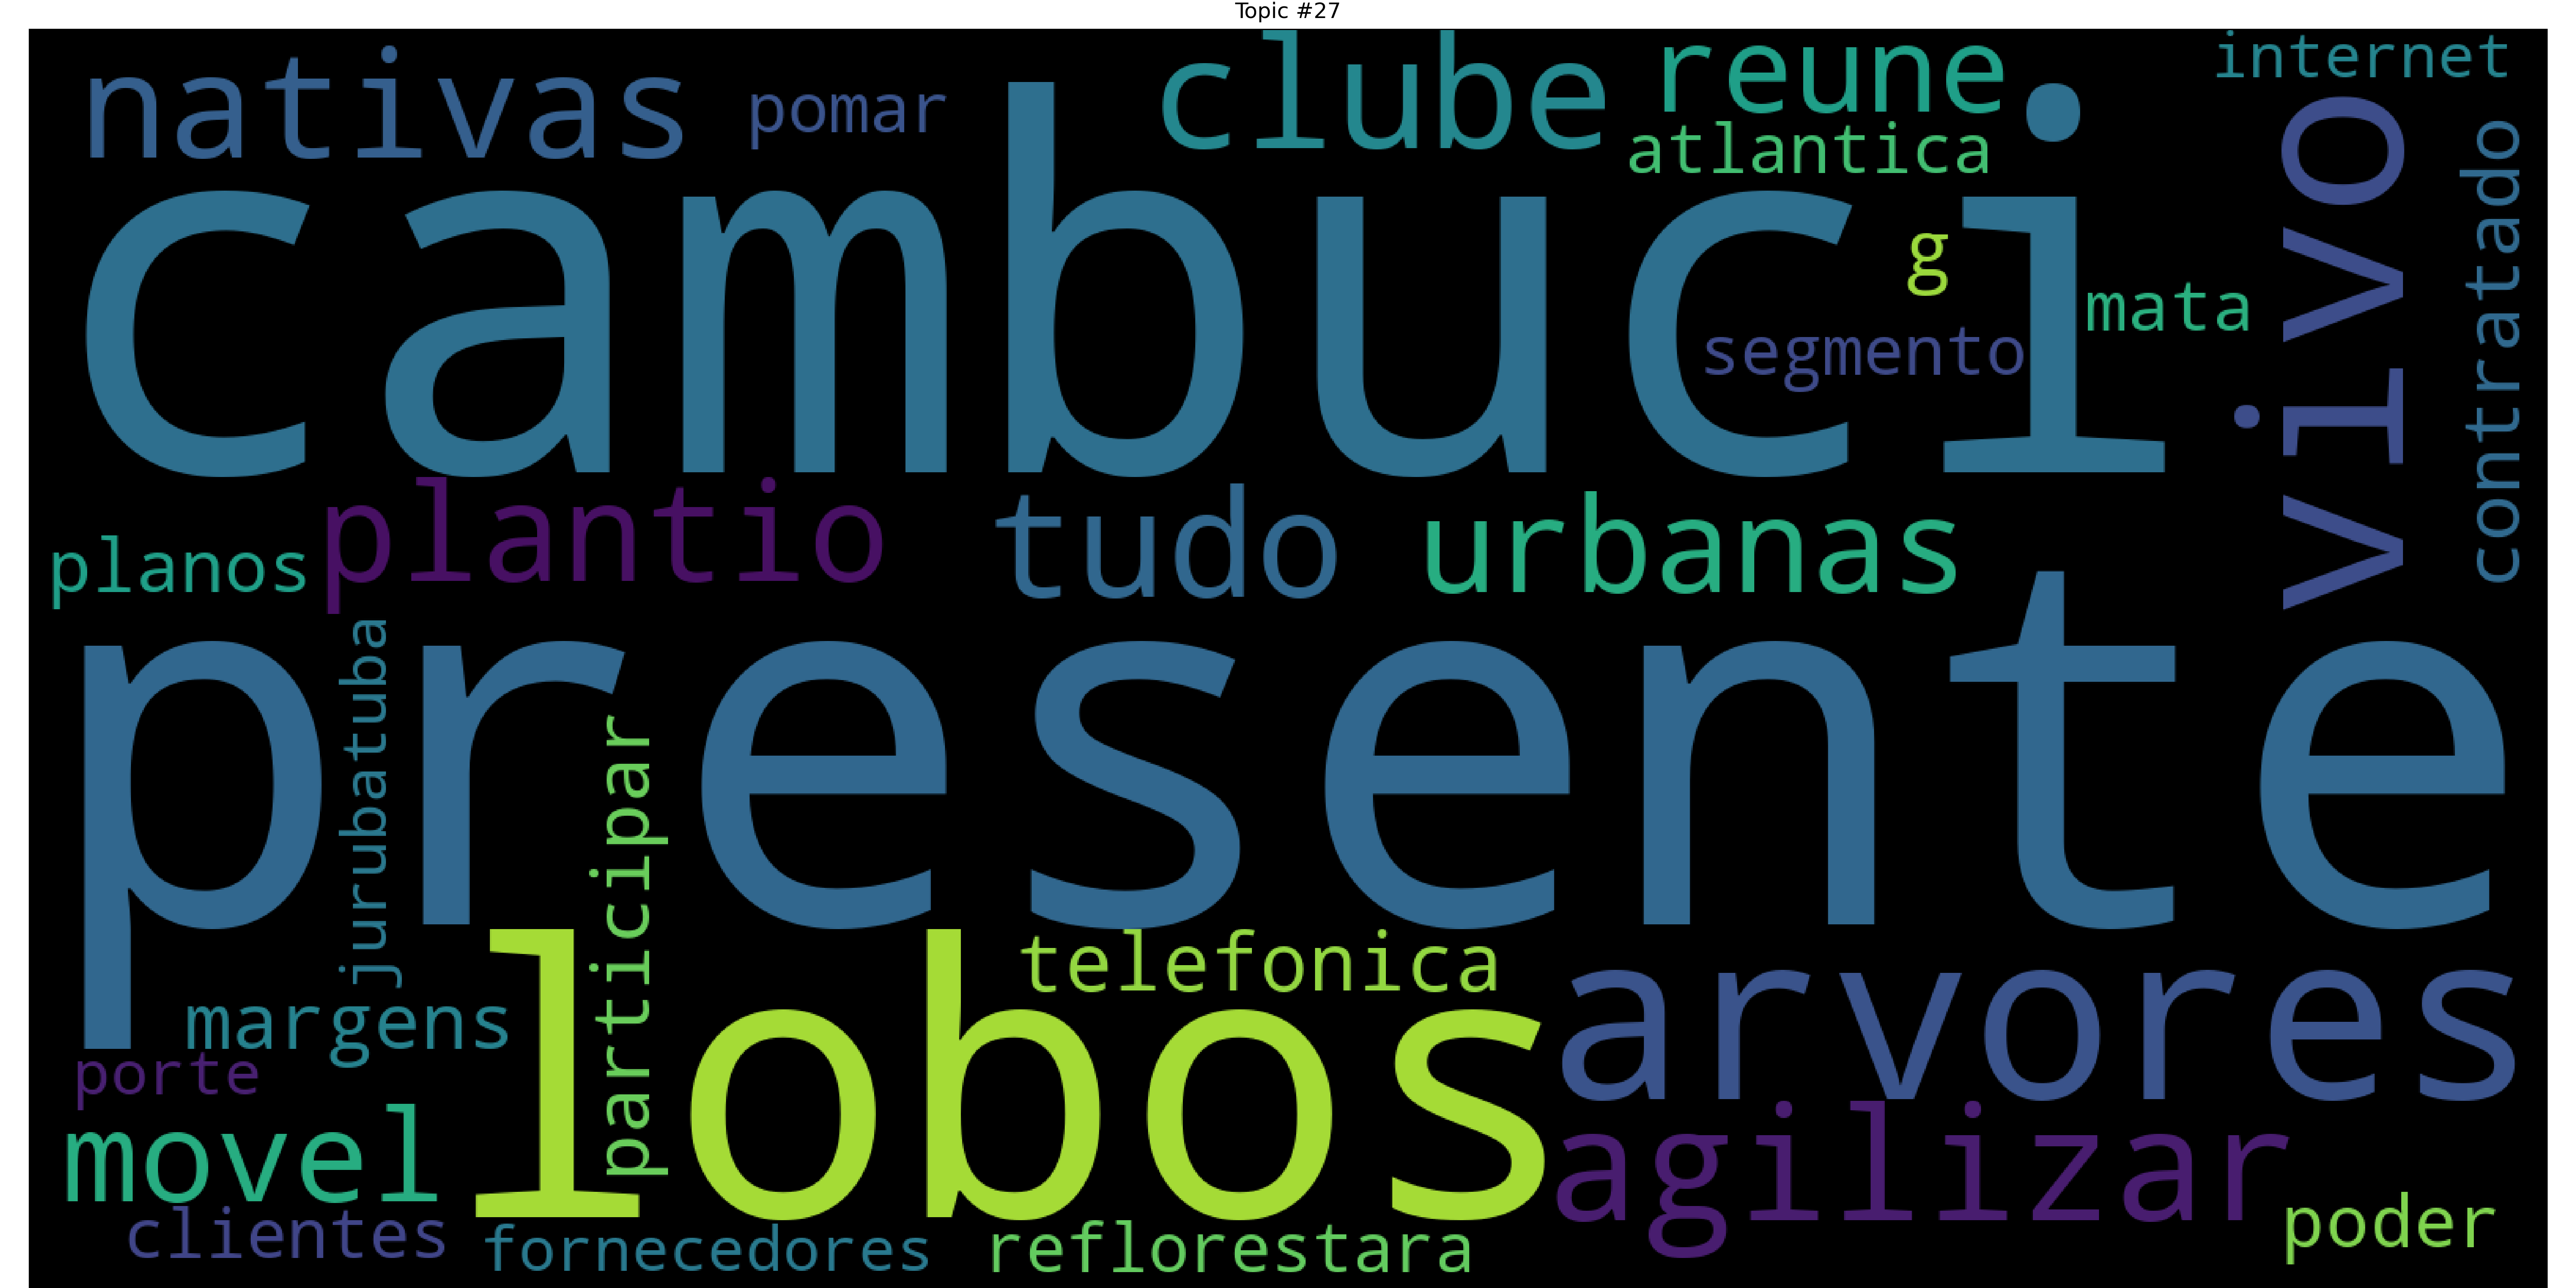 Topic #27
nativas
pomar
clube
reune
internet
atlantica
cambuci
g
mata
segmento
vivo
contratado
planos
plantio
tudo
urbanas
presente
jurubatuba
participar
telefonica
lobos
arvores
margens
porte
movel
agilizar
clientes
fornecedores
reflorestara
poder